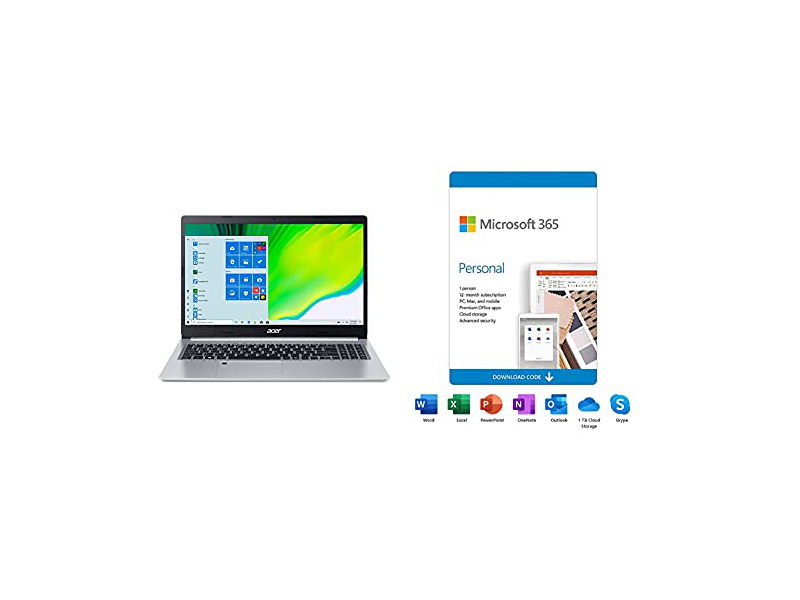 acer
Microsoft 365
Personal
1 person
12-month subscription
PC, Mac, and mobile
Premium Office apps
Cloud storage
Advanced security
DOWNLOAD CODE
W
X
P
N
O
S
Word
Excel
PowerPoint
OneNote
Outlook
1 TB Cloud
Storage
Skype